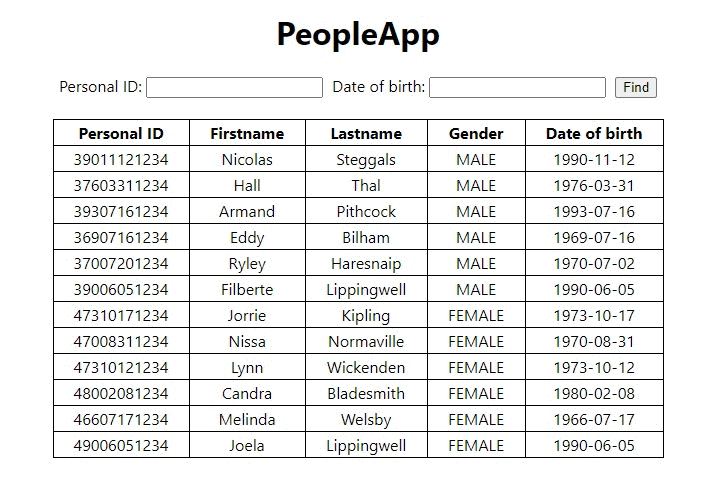 PeopleApp
Personal ID: Date of birth: Find
Personal ID Firstname Lastname Gender Date of birth
39011121234 Nicolas Steggals MALE 1990-11-12
37603311234 Hall Thal MALE 1976-03-31
39307161234 Armand Pithcock MALE 1993-07-16
36907161234 Eddy Bilham MALE 1969-07-16
37007201234 Ryley Haresnaip MALE 1970-07-02
39006051234 Filberte Lippingwell MALE 1990-06-05
47310171234 Jorrie Kipling FEMALE 1973-10-17
47008311234 Nissa Normaville FEMALE 1970-08-31
47310121234 Lynn Wickenden FEMALE 1973-10-12
48002081234 Candra Bladesmith FEMALE 1980-02-08
46607171234 Melinda Welsby FEMALE 1966-07-17
49006051234 Joela Lippingwell FEMALE 1990-06-05